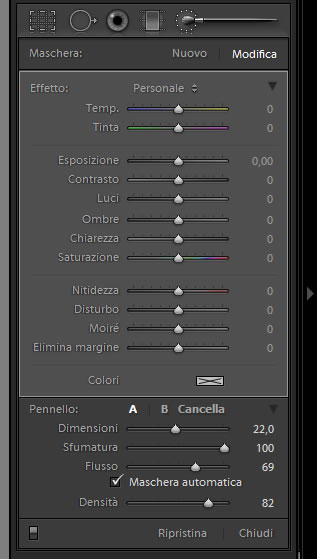 Maschera: Nuovo Modifica
Effetto: Personale
Temp. 0
Tinta 0
Esposizione 0,00
Contrasto 0
Luci 0
Ombre 0
Chiarezza 0
Saturazione 0
Nitidezza 0
Disturbo 0
Moiré 0
Elimina margine 0
Colori
Pennello: A B Cancella
Dimensioni 22,0
Sfumatura 100
Flusso 69
Maschera automatica
Densità 82
Ripristina Chiudi